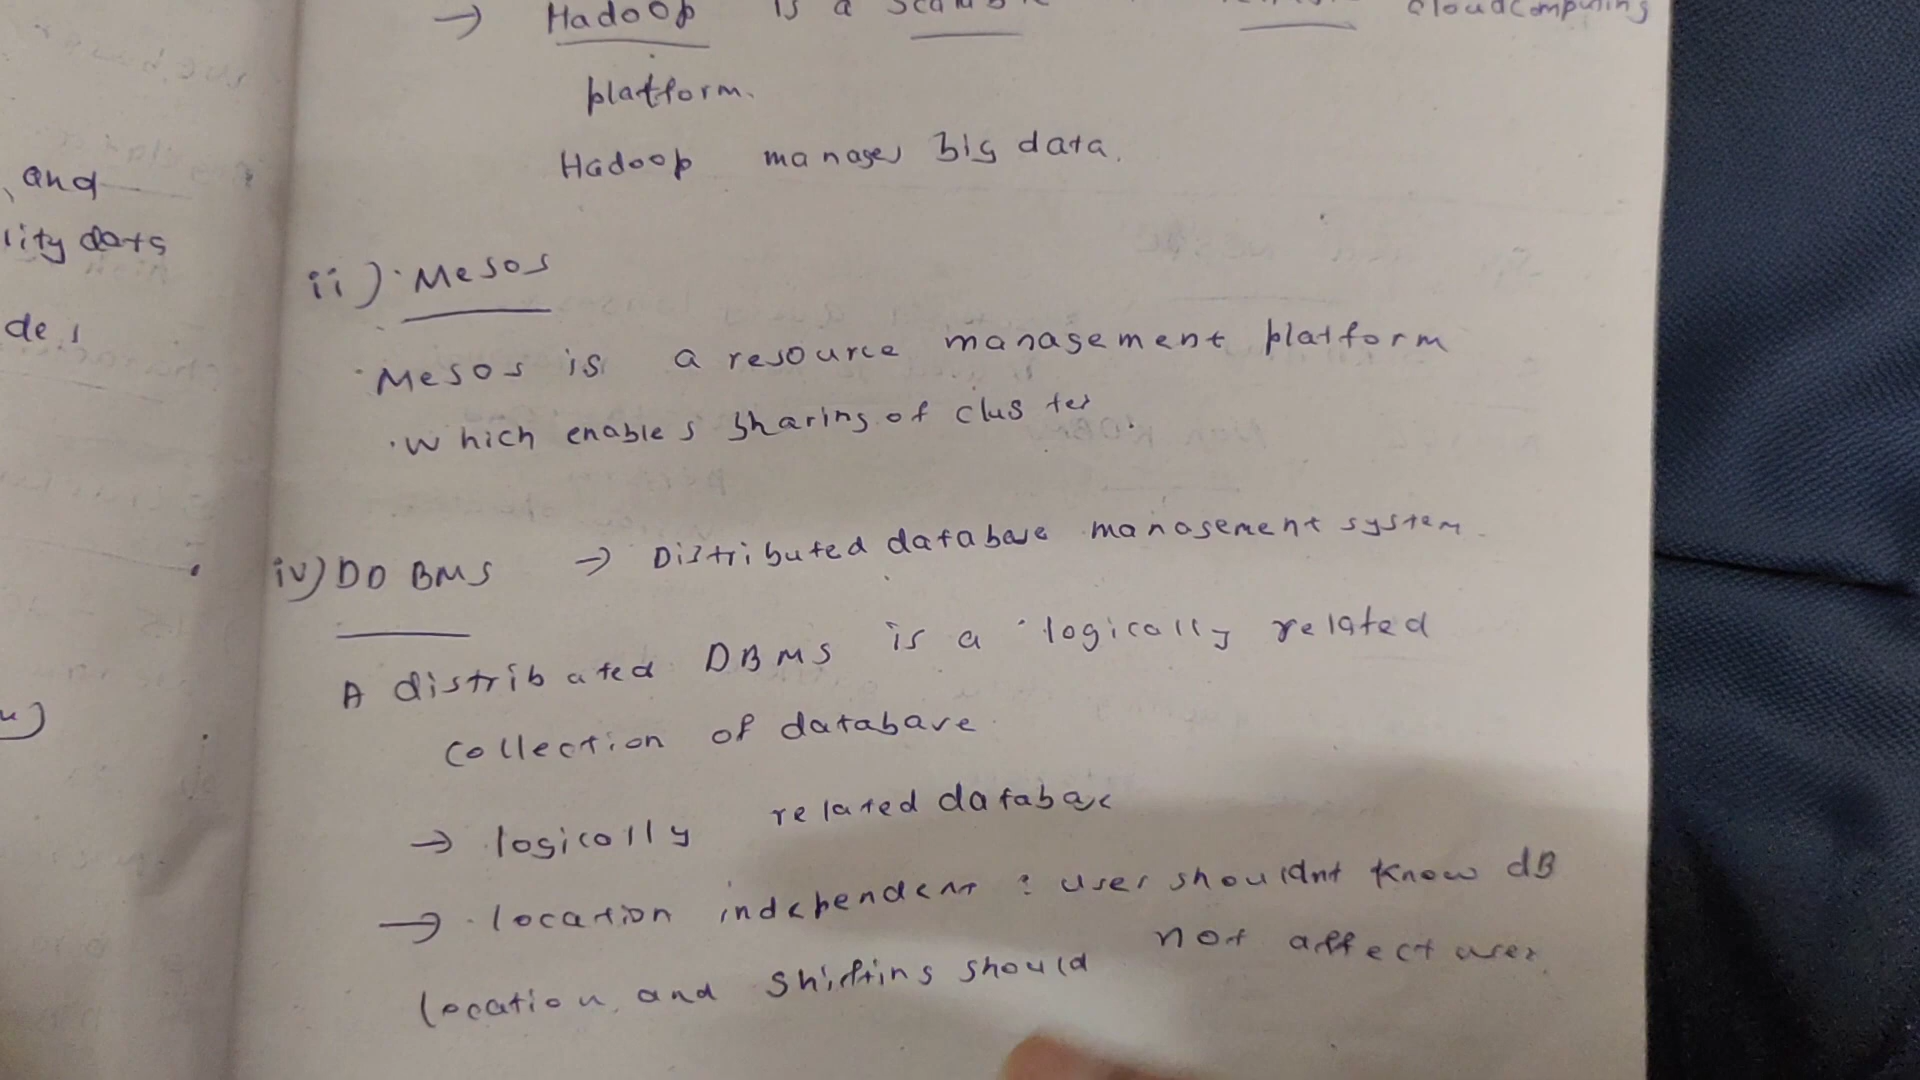 and
lity data
des
→ Hadoop is a cloudcomputing
platform.
Hadoop manages big data.
ii) Mesos
Mesos is a resource management platform
which enables sharing of cluster.
iv) DDBMS → Distributed database management system
A distributed DBMS is a logically related
collection of database
→ logically related database
→ location independent : user shouldnt know dB
location and shifting should not affect user.